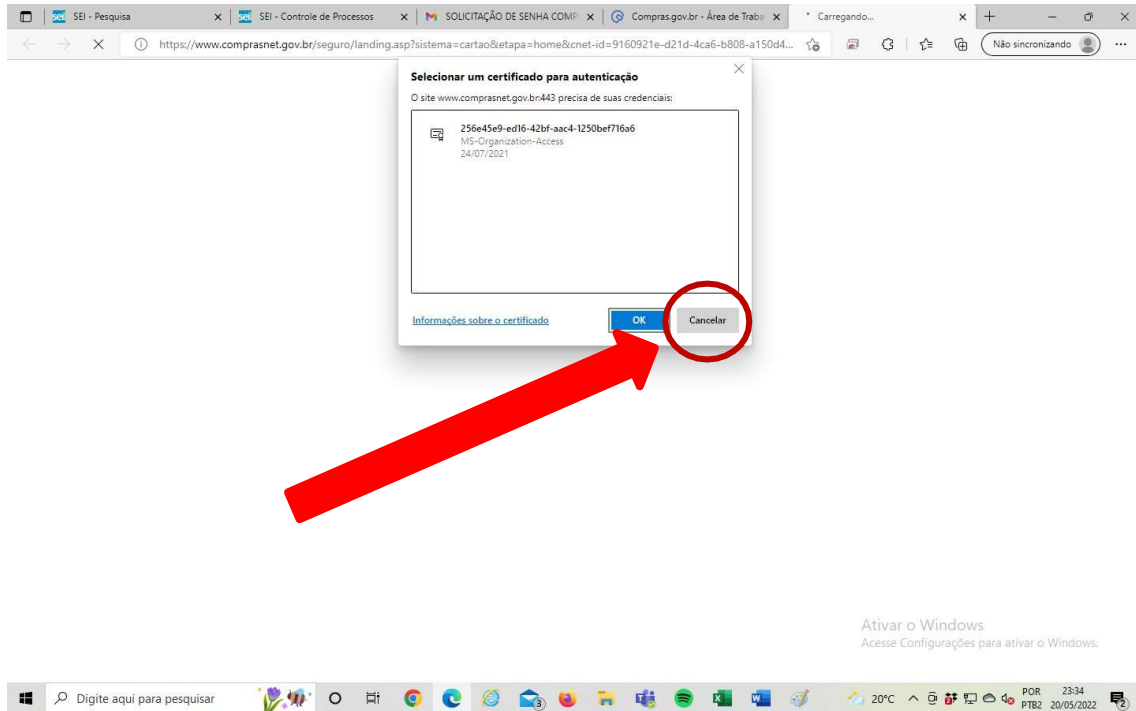 sei SEI - Pesquisa
sei SEI - Controle de Processos
SOLICITAÇÃO DE SENHA COMP
Compras.gov.br - Área de Traba
Carregando...
https://www.comprasnet.gov.br/seguro/landing.asp?sistema=cartao&etapa=home&cnet-id=9160921e-d21d-4ca6-b808-a150d4...
Não sincronizando
Selecionar um certificado para autenticação
O site www.comprasnet.gov.br:443 precisa de suas credenciais:
256e45e9-ed16-42bf-aac4-1250bef716a6
MS-Organization-Access
24/07/2021
Informações sobre o certificado
OK
Cancelar
Ativar o Windows
Acesse Configurações para ativar o Windows.
Digite aqui para pesquisar
20°C
POR
PTB2
23:34
20/05/2022